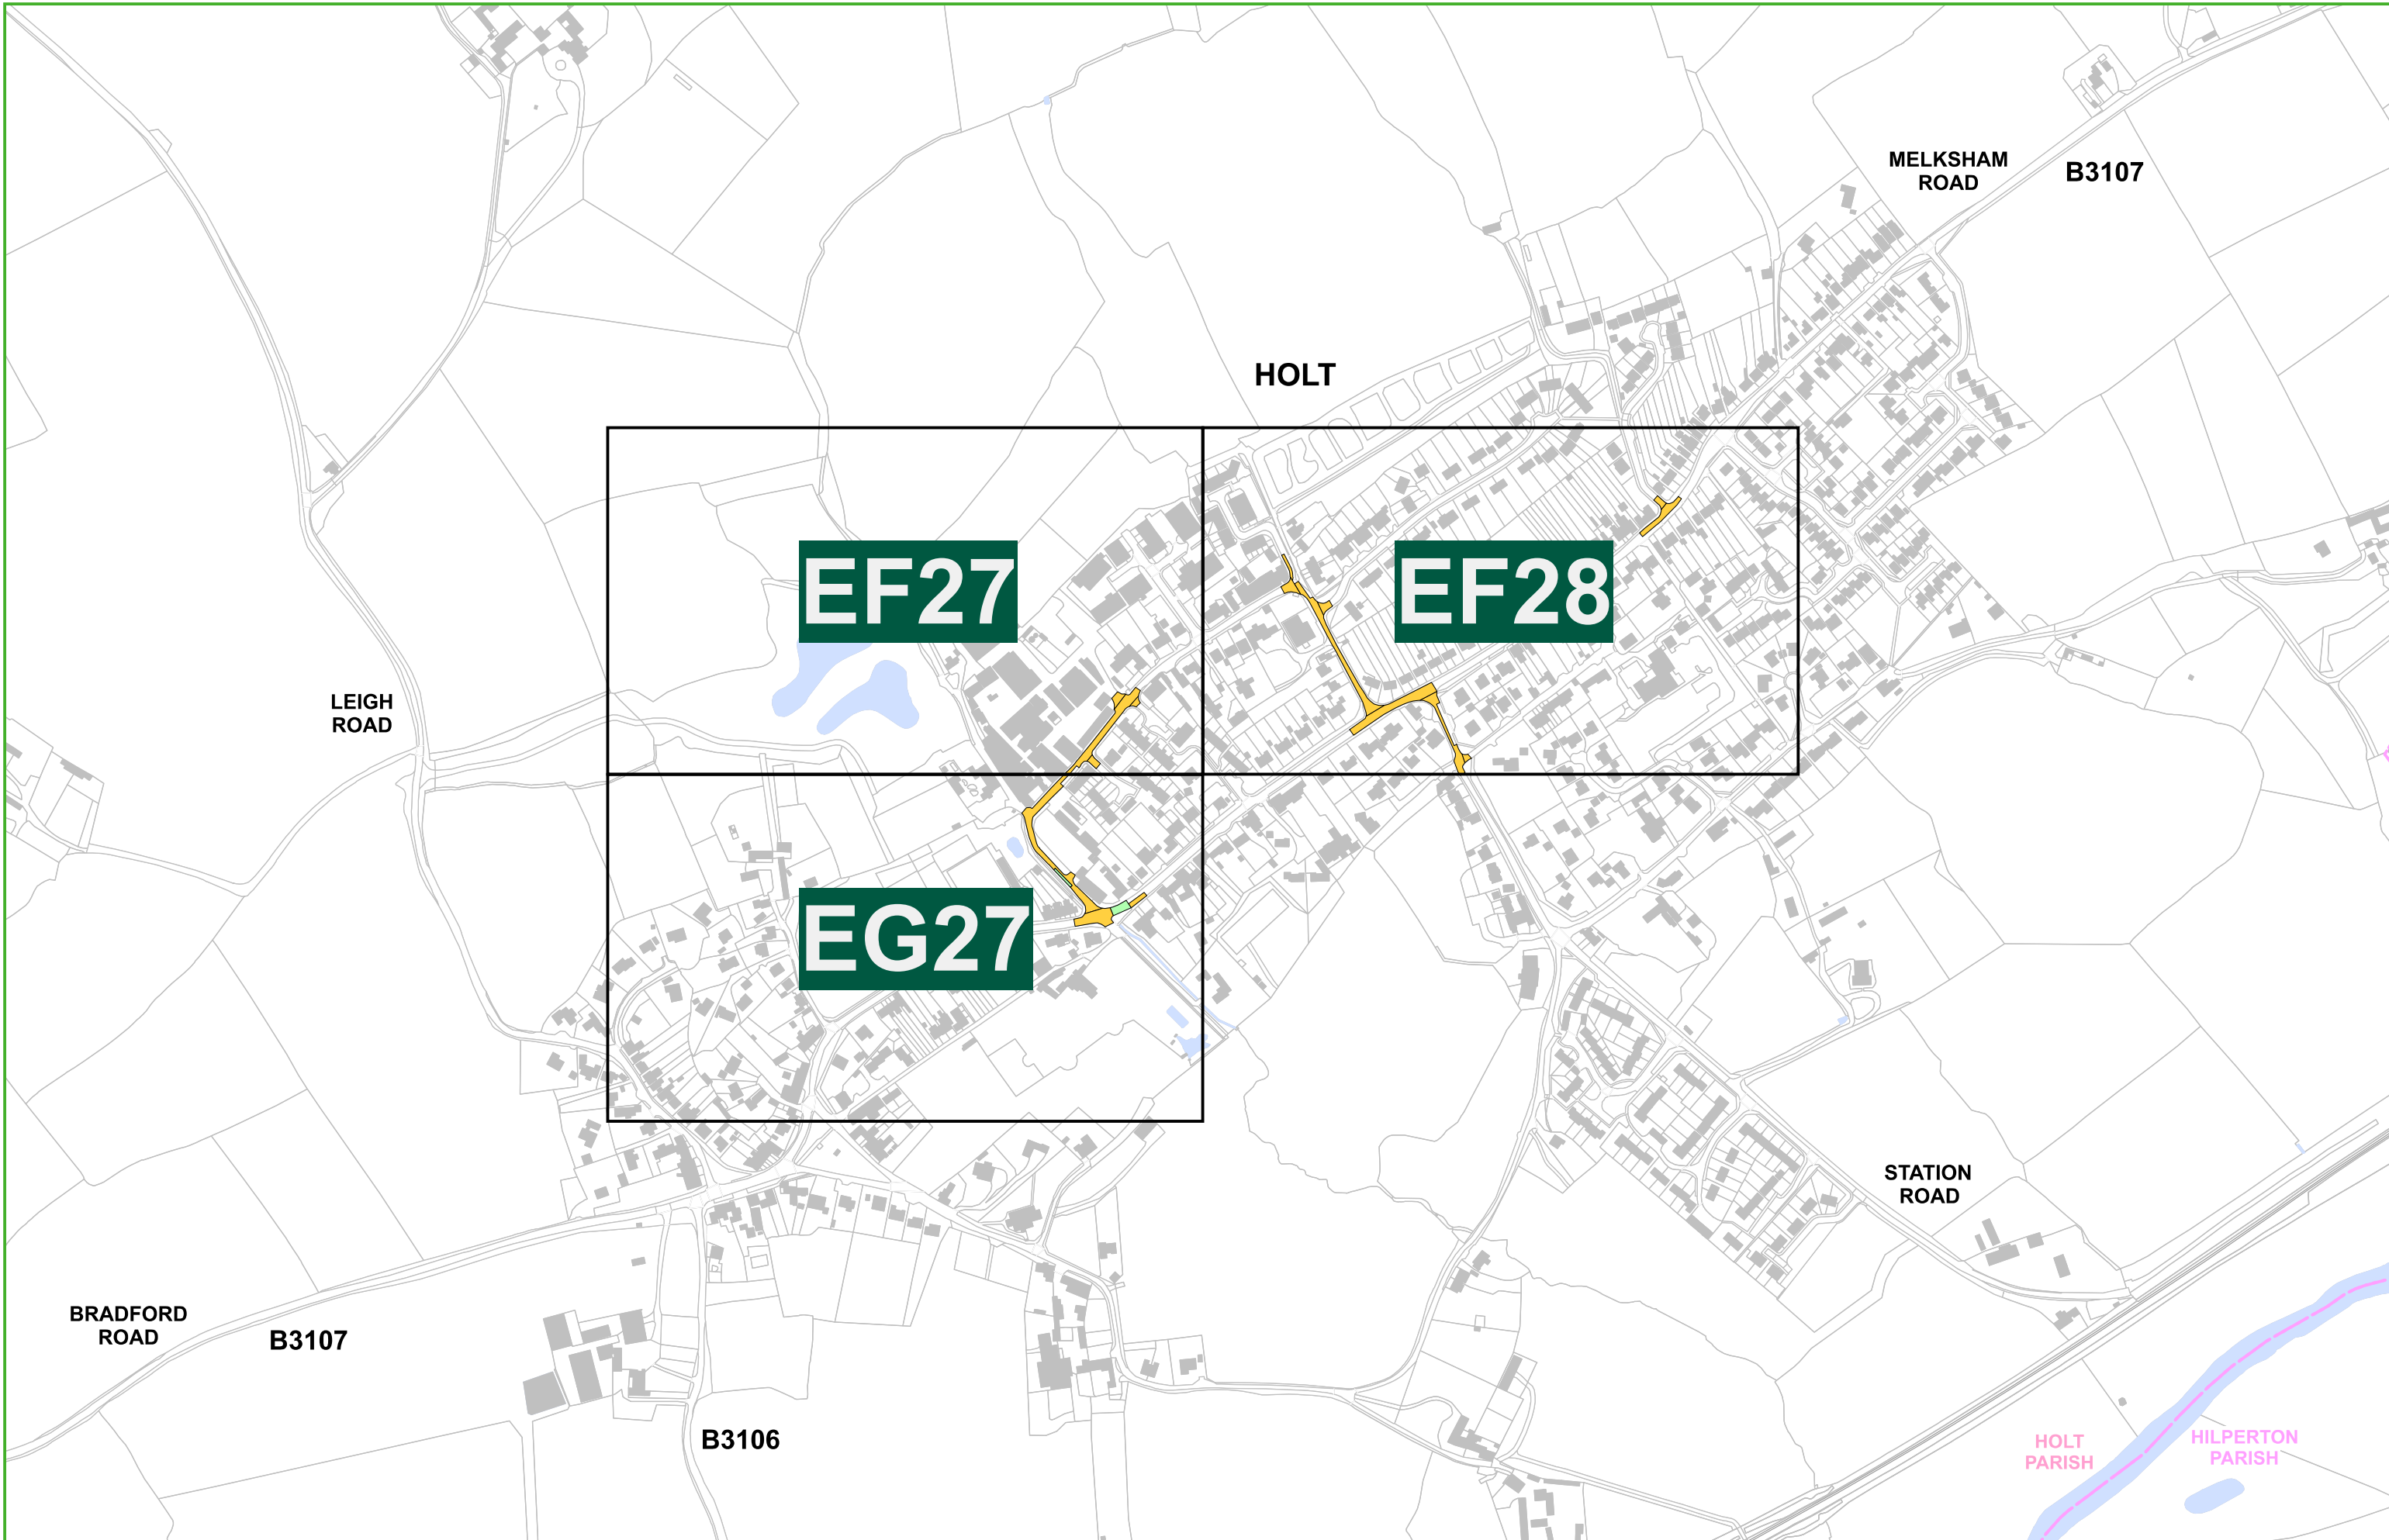 MELKSHAM
ROAD
B3107
HOLT
EF27
EF28
LEIGH
ROAD
EG27
STATION
ROAD
BRADFORD
ROAD
B3107
B3106
HOLT
PARISH
HILPERTON
PARISH